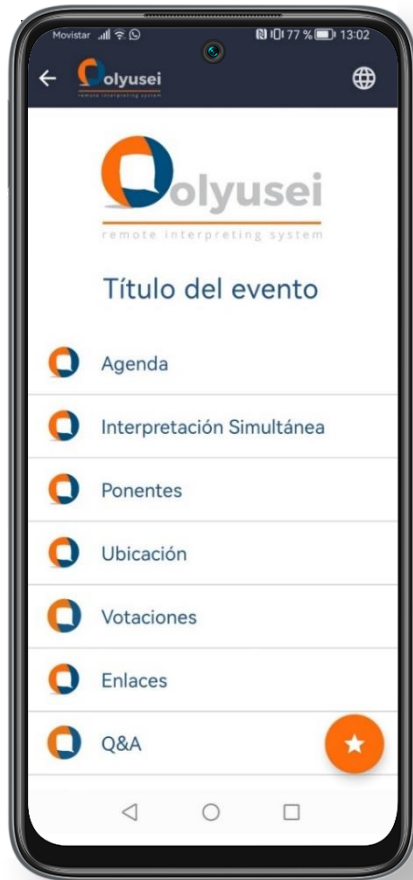 Movistar 77 % 13:02
olyusei
remote interpreting system
olyusei
remote interpreting system
Título del evento
Agenda
Interpretación Simultánea
Ponentes
Ubicación
Votaciones
Enlaces
Q&A